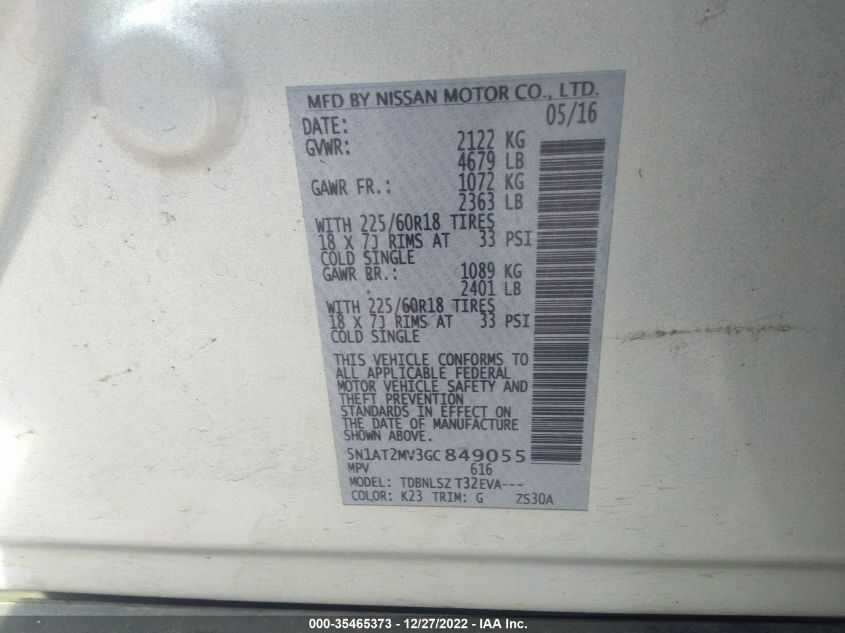 MFD BY NISSAN MOTOR CO., LTD.
DATE: 05/16
GVWR: 2122 KG
4679 LB
GAWR FR.: 1072 KG
2363 LB
WITH 225/60R18 TIRES
18 X 7J RIMS AT 33 PSI
COLD SINGLE
GAWR RR.: 1089 KG
2401 LB
WITH 225/60R18 TIRES
18 X 7J RIMS AT 33 PSI
COLD SINGLE
THIS VEHICLE CONFORMS TO
ALL APPLICABLE FEDERAL
MOTOR VEHICLE SAFETY AND
THEFT PREVENTION
STANDARDS IN EFFECT ON
THE DATE OF MANUFACTURE
SHOWN ABOVE.
5N1AT2MV3GC849055
MPV 616
MODEL: TDBNLSZ T32EVA---
COLOR: K23 TRIM: G ZS30A
000-35465373 - 12/27/2022 - IAA Inc.